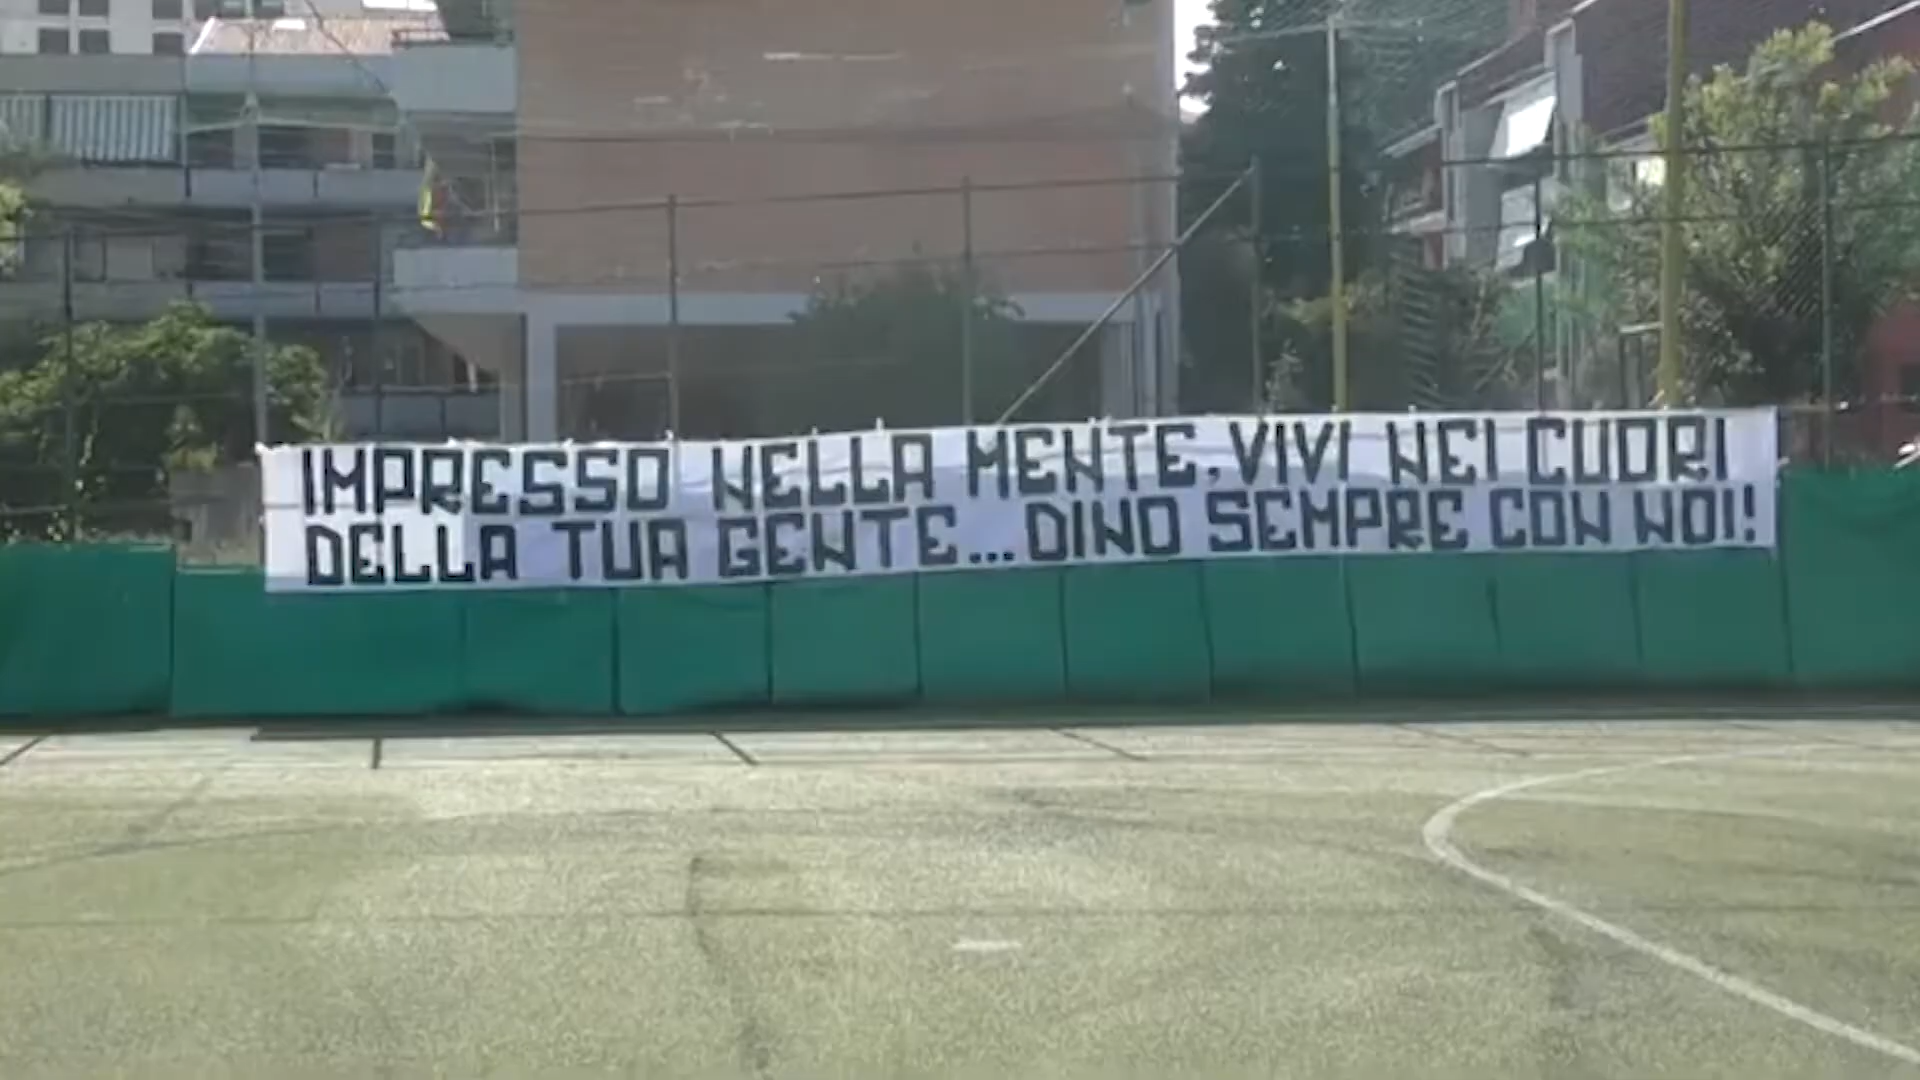 IMPRESSO NELLA MENTE, VIVI NEI CUORI
DELLA TUA GENTE... DINO SEMPRE CON NOI!